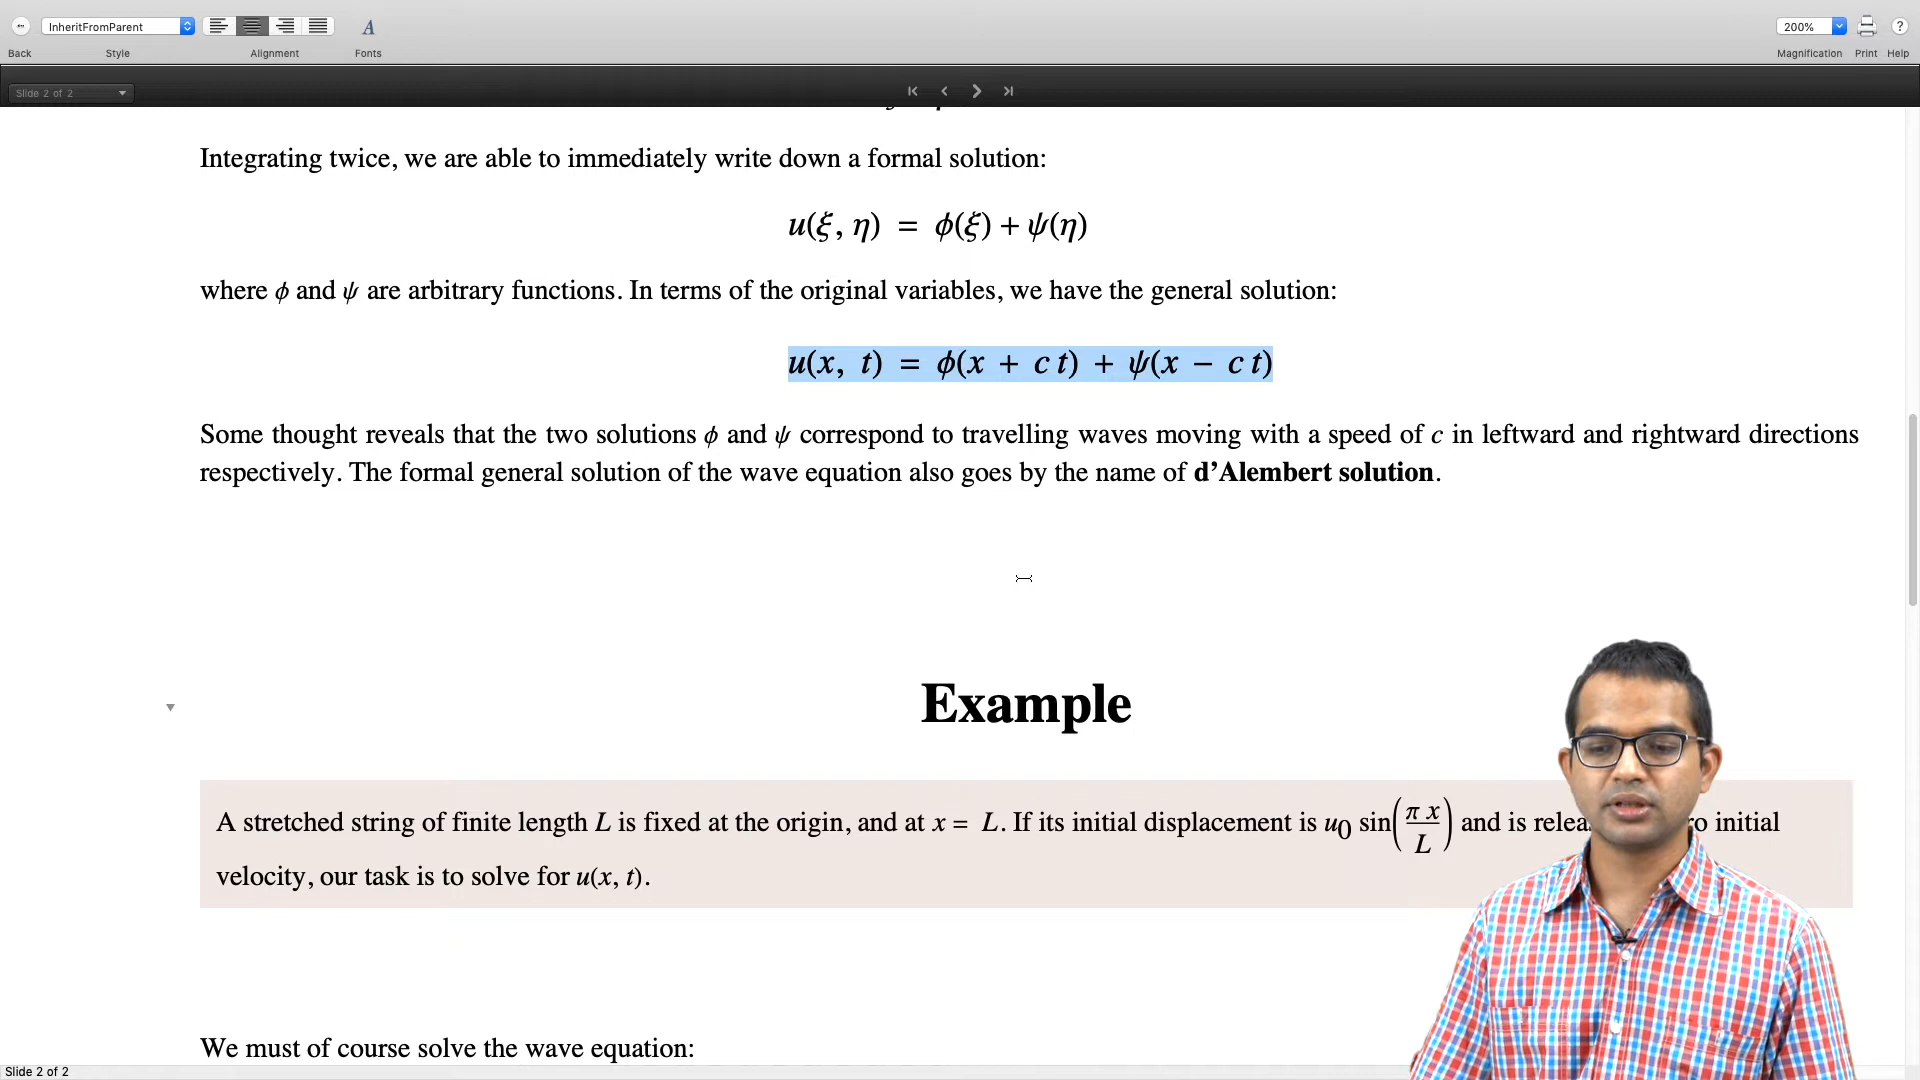 InheritFromParent
200%
Back
Style
Alignment
Fonts
Magnification
Print
Help
Slide 2 of 2
Integrating twice, we are able to immediately write down a formal solution:
u(ξ, η) = ϕ(ξ) + ψ(η)
where ϕ and ψ are arbitrary functions. In terms of the original variables, we have the general solution:
u(x, t) = ϕ(x + c t) + ψ(x − c t)
Some thought reveals that the two solutions ϕ and ψ correspond to travelling waves moving with a speed of c in leftward and rightward directions
respectively. The formal general solution of the wave equation also goes by the name of d’Alembert solution.
Example
A stretched string of finite length L is fixed at the origin, and at x = L. If its initial displacement is u₀ sin(π x / L) and is initial
velocity, our task is to solve for u(x, t).
We must of course solve the wave equation:
Slide 2 of 2